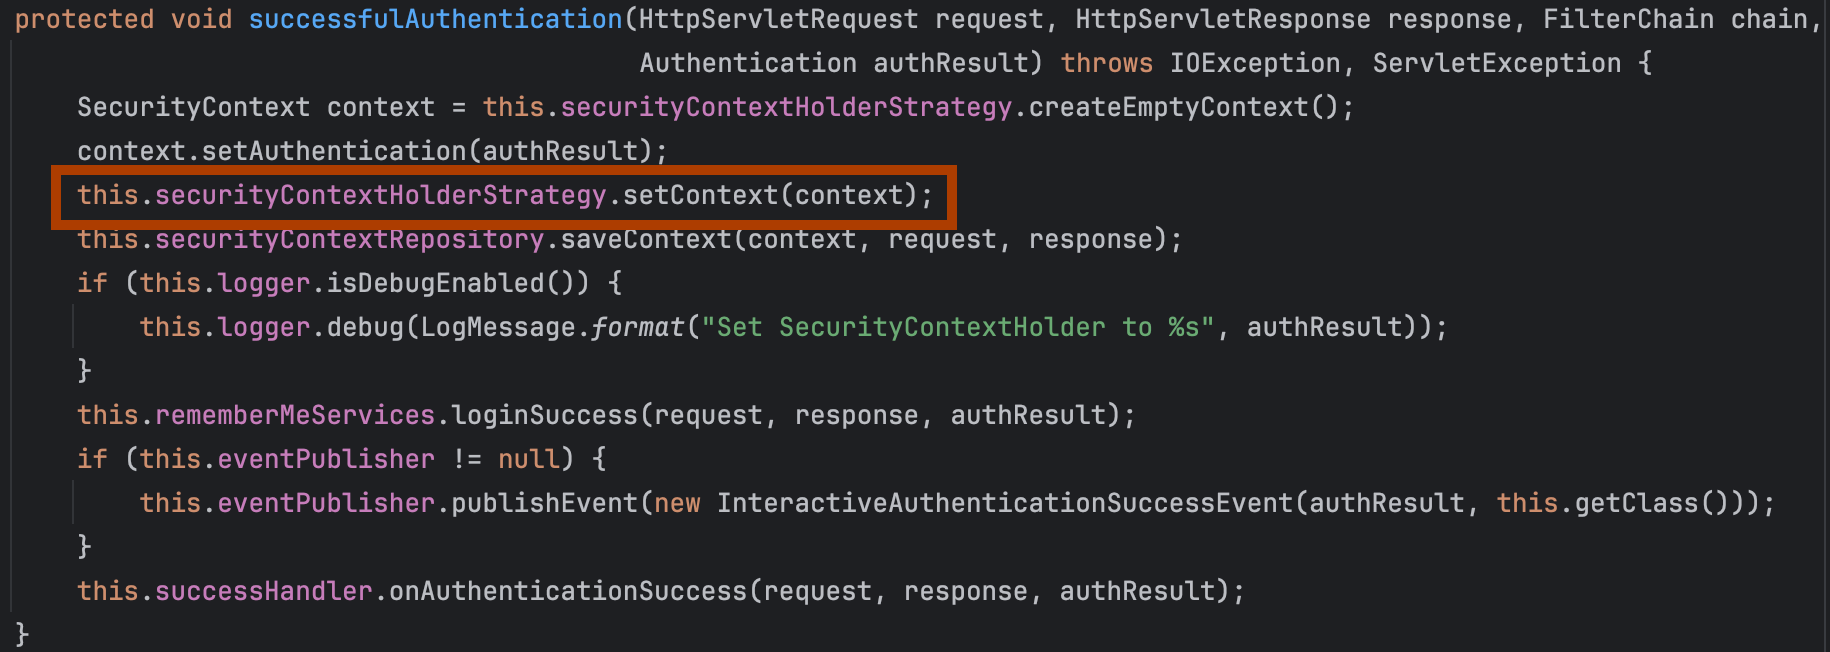 protected void successfulAuthentication(HttpServletRequest request, HttpServletResponse response, FilterChain chain,
Authentication authResult) throws IOException, ServletException {
SecurityContext context = this.securityContextHolderStrategy.createEmptyContext();
context.setAuthentication(authResult);
this.securityContextHolderStrategy.setContext(context);
this.securityContextRepository.saveContext(context, request, response);
if (this.logger.isDebugEnabled()) {
this.logger.debug(LogMessage.format("Set SecurityContextHolder to %s", authResult));
}
this.rememberMeServices.loginSuccess(request, response, authResult);
if (this.eventPublisher != null) {
this.eventPublisher.publishEvent(new InteractiveAuthenticationSuccessEvent(authResult, this.getClass()));
}
this.successHandler.onAuthenticationSuccess(request, response, authResult);
}